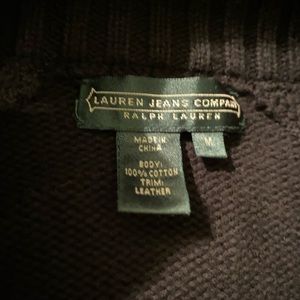 LAUREN JEANS COMPANY
RALPH LAUREN
MADE IN
CHINA
M
BODY:
100% COTTON
TRIM:
LEATHER